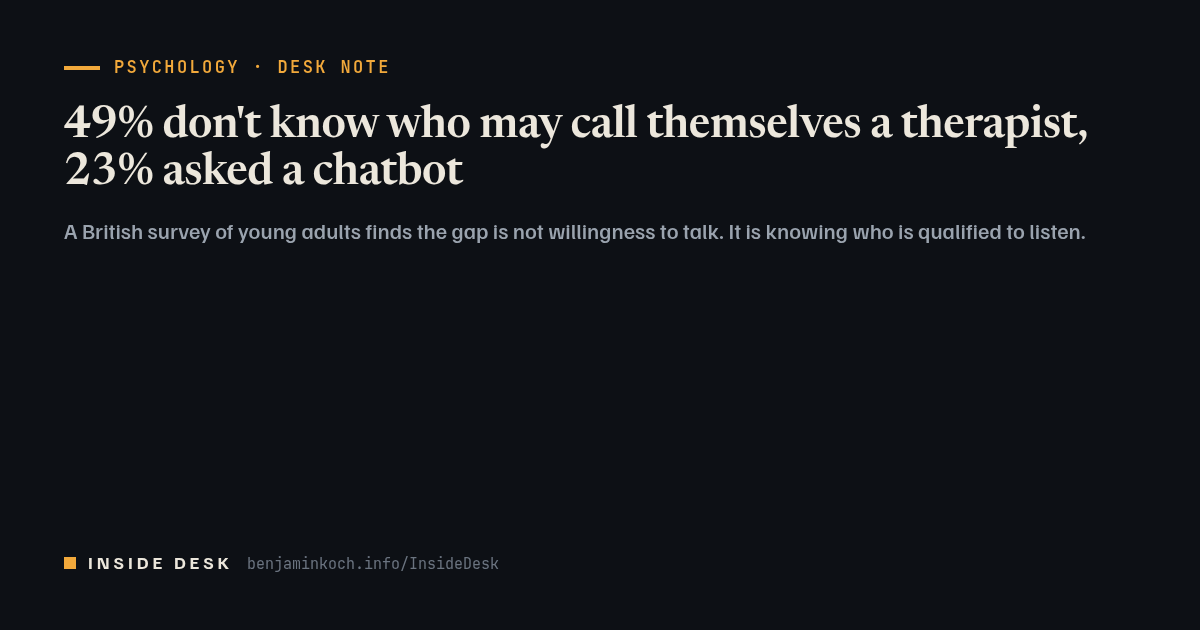 PSYCHOLOGY · DESK NOTE
49% don't know who may call themselves a therapist,
23% asked a chatbot
A British survey of young adults finds the gap is not willingness to talk. It is knowing who is qualified to listen.
INSIDE DESK benjaminkoch.info/InsideDesk